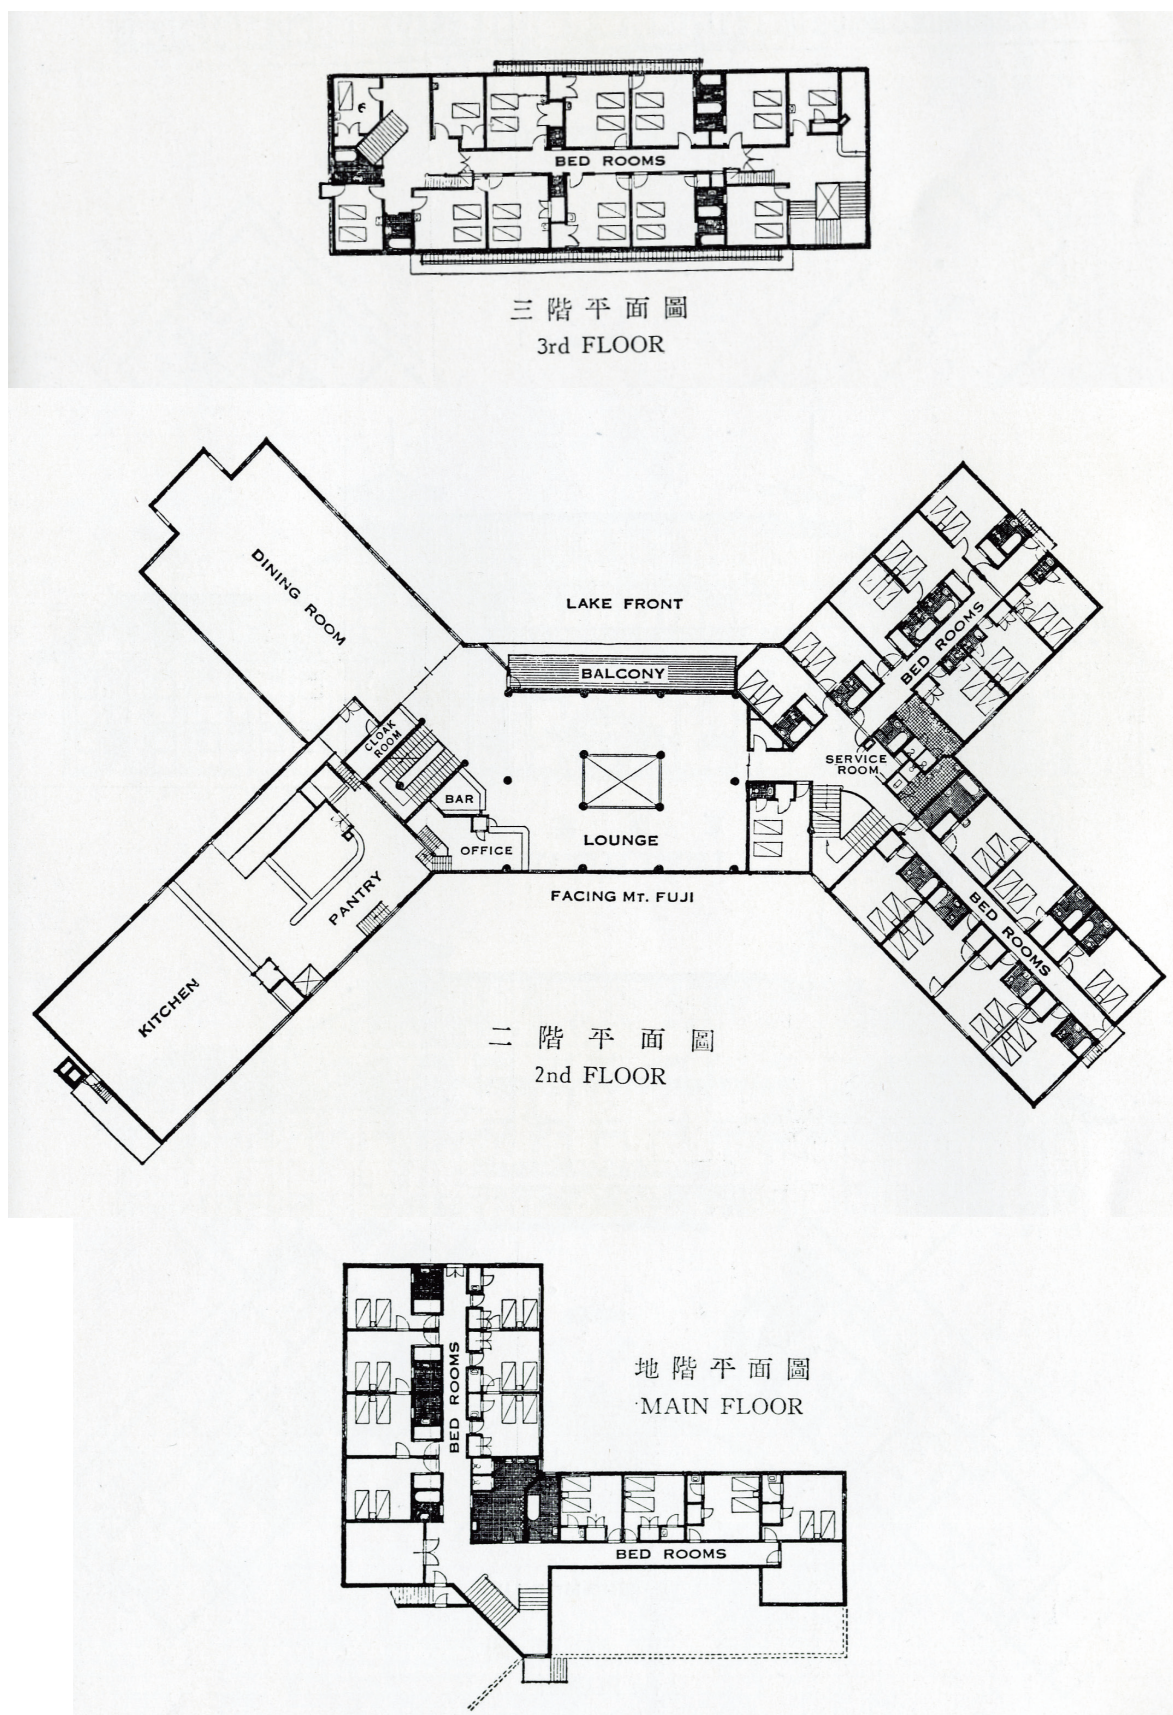 BED ROOMS
三階平面圖
3rd FLOOR
DINING ROOM
LAKE FRONT
BALCONY
BED ROOMS
CLOAK
ROOM
SERVICE
ROOM
BAR
OFFICE
LOUNGE
PANTRY
FACING MT. FUJI
BED ROOMS
KITCHEN
二階平面圖
2nd FLOOR
BED ROOMS
地階平面圖
MAIN FLOOR
BED ROOMS